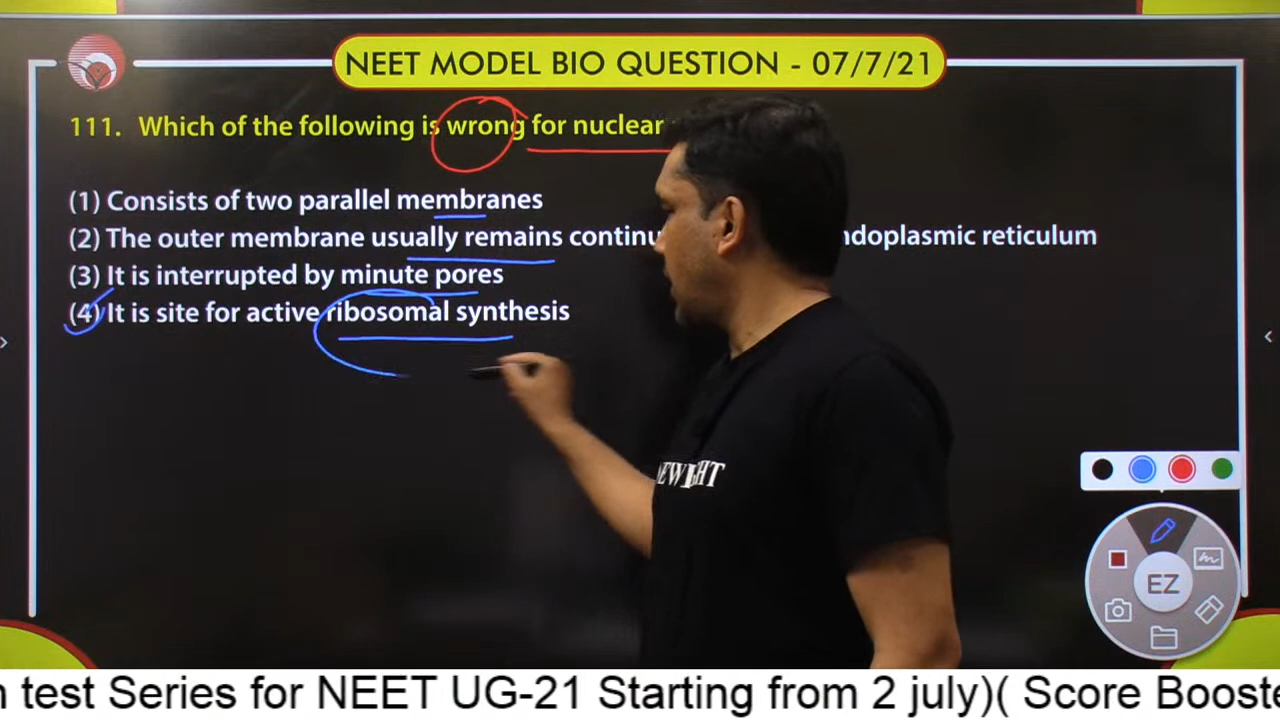 NEET MODEL BIO QUESTION - 07/7/21
111. Which of the following is wrong for nuclear
(1) Consists of two parallel membranes
(2) The outer membrane usually remains continu ndoplasmic reticulum
(3) It is interrupted by minute pores
(4) It is site for active ribosomal synthesis
EZ
test Series for NEET UG-21 Starting from 2 july)( Score Booste